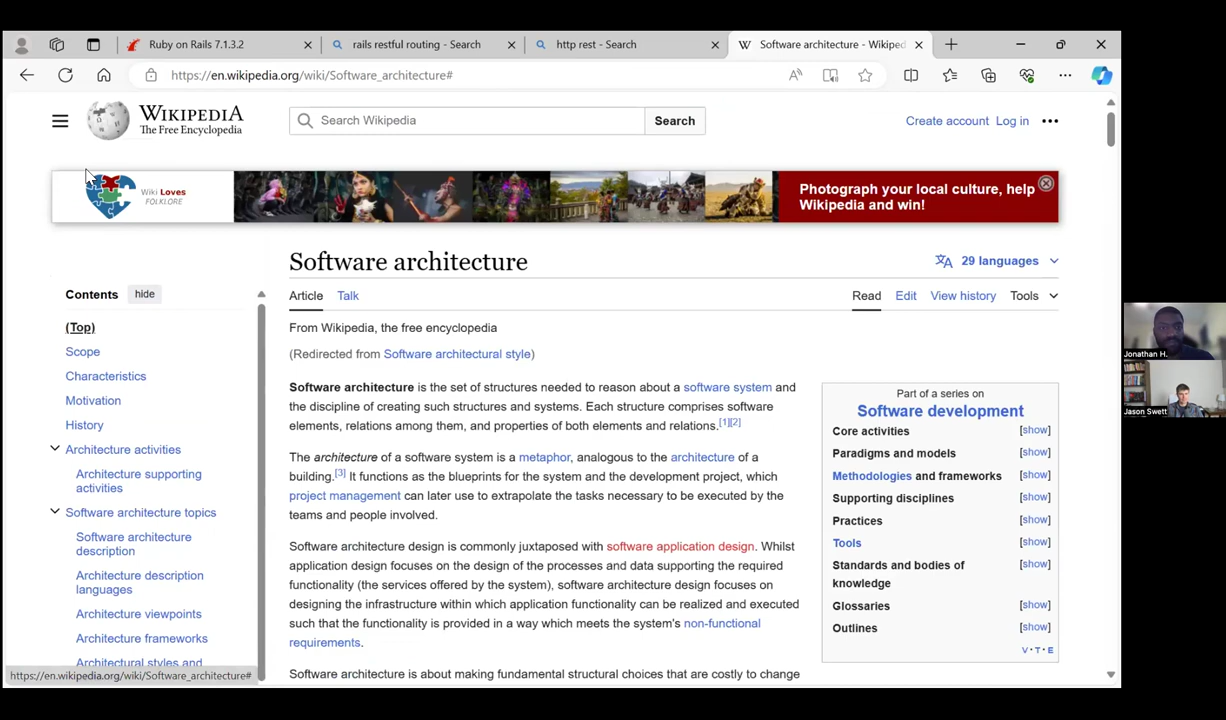 Ruby on Rails 7.1.3.2
rails restful routing - Search
http rest - Search
Software architecture - Wikiped
https://en.wikipedia.org/wiki/Software_architecture#
WIKIPEDIA
The Free Encyclopedia
Search Wikipedia
Search
Create account Log in
Wiki Loves
FOLKLORE
Photograph your local culture, help
Wikipedia and win!
Software architecture
29 languages
Contents hide
(Top)
Scope
Characteristics
Motivation
History
Architecture activities
Architecture supporting
activities
Software architecture topics
Software architecture
description
Architecture description
languages
Architecture viewpoints
Architecture frameworks
Architectural styles and
Article Talk
Read Edit View history Tools
From Wikipedia, the free encyclopedia
(Redirected from Software architectural style)
Software architecture is the set of structures needed to reason about a software system and
the discipline of creating such structures and systems. Each structure comprises software
elements, relations among them, and properties of both elements and relations.[1][2]
The architecture of a software system is a metaphor, analogous to the architecture of a
building.[3] It functions as the blueprints for the system and the development project, which
project management can later use to extrapolate the tasks necessary to be executed by the
teams and people involved.
Software architecture design is commonly juxtaposed with software application design. Whilst
application design focuses on the design of the processes and data supporting the required
functionality (the services offered by the system), software architecture design focuses on
designing the infrastructure within which application functionality can be realized and executed
such that the functionality is provided in a way which meets the system's non-functional
requirements.
Software architecture is about making fundamental structural choices that are costly to change
Part of a series on
Software development
Core activities [show]
Paradigms and models [show]
Methodologies and frameworks [show]
Supporting disciplines [show]
Practices [show]
Tools [show]
Standards and bodies of [show]
knowledge
Glossaries [show]
Outlines [show]
V·T·E
https://en.wikipedia.org/wiki/Software_architecture#
Jonathan H.
Jason Swett